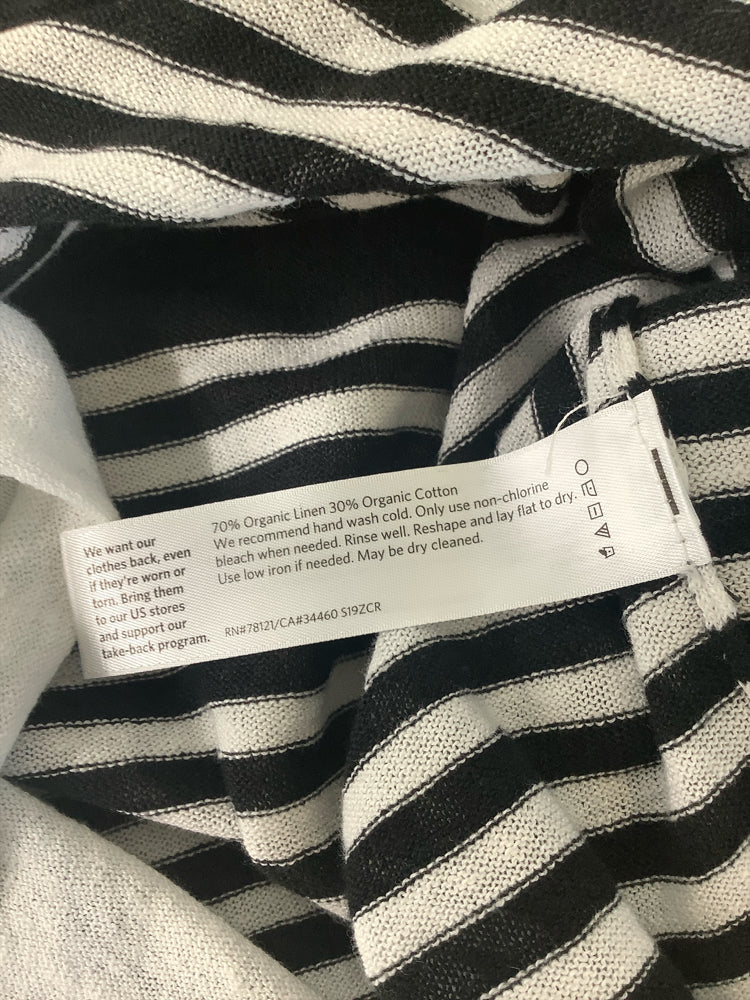 We want our
clothes back, even
if they're worn or
torn. Bring them
to our US stores
and support our
take-back program.
70% Organic Linen 30% Organic Cotton
We recommend hand wash cold. Only use non-chlorine
bleach when needed. Rinse well. Reshape and lay flat to dry.
Use low iron if needed. May be dry cleaned.
RN#78121/CA#34460 S19ZCR